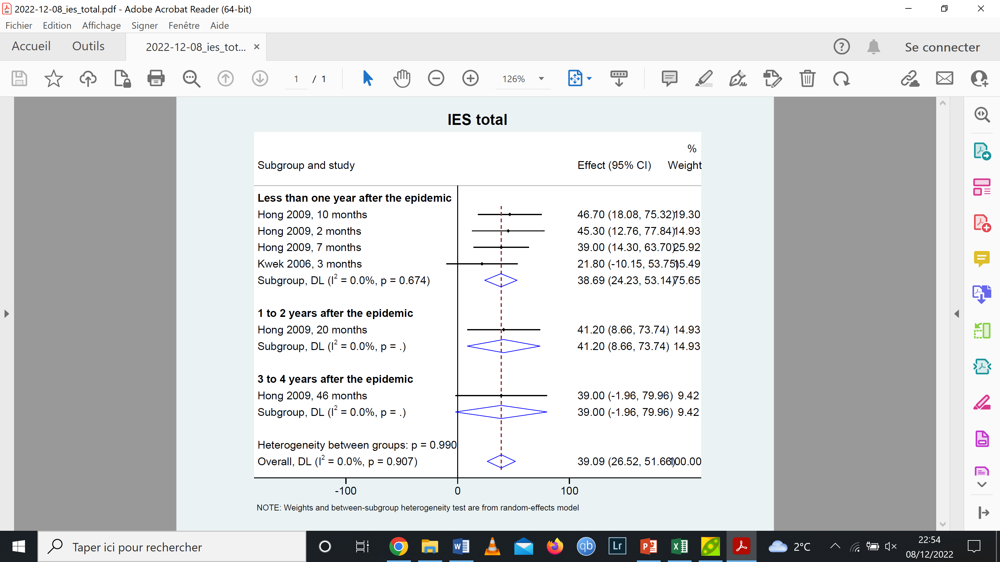 2022-12-08_ies_total.pdf - Adobe Acrobat Reader (64-bit)
Fichier Edition Affichage Signer Fenêtre Aide
Accueil Outils 2022-12-08_ies_tot... × ? Se connecter
1 / 1 126%
IES total
%
Subgroup and study Effect (95% CI) Weight
Less than one year after the epidemic
Hong 2009, 10 months 46.70 (18.08, 75.32) 19.30
Hong 2009, 2 months 45.30 (12.76, 77.84) 14.93
Hong 2009, 7 months 39.00 (14.30, 63.70) 25.92
Kwek 2006, 3 months 21.80 (-10.15, 53.75) 15.49
Subgroup, DL (I² = 0.0%, p = 0.674) 38.69 (24.23, 53.14) 75.65
1 to 2 years after the epidemic
Hong 2009, 20 months 41.20 (8.66, 73.74) 14.93
Subgroup, DL (I² = 0.0%, p = .) 41.20 (8.66, 73.74) 14.93
3 to 4 years after the epidemic
Hong 2009, 46 months 39.00 (-1.96, 79.96) 9.42
Subgroup, DL (I² = 0.0%, p = .) 39.00 (-1.96, 79.96) 9.42
Heterogeneity between groups: p = 0.990
Overall, DL (I² = 0.0%, p = 0.907) 39.09 (26.52, 51.66) 100.00
-100 0 100
NOTE: Weights and between-subgroup heterogeneity test are from random-effects model
Taper ici pour rechercher
W qb Lr P X 2°C
22:54
08/12/2022